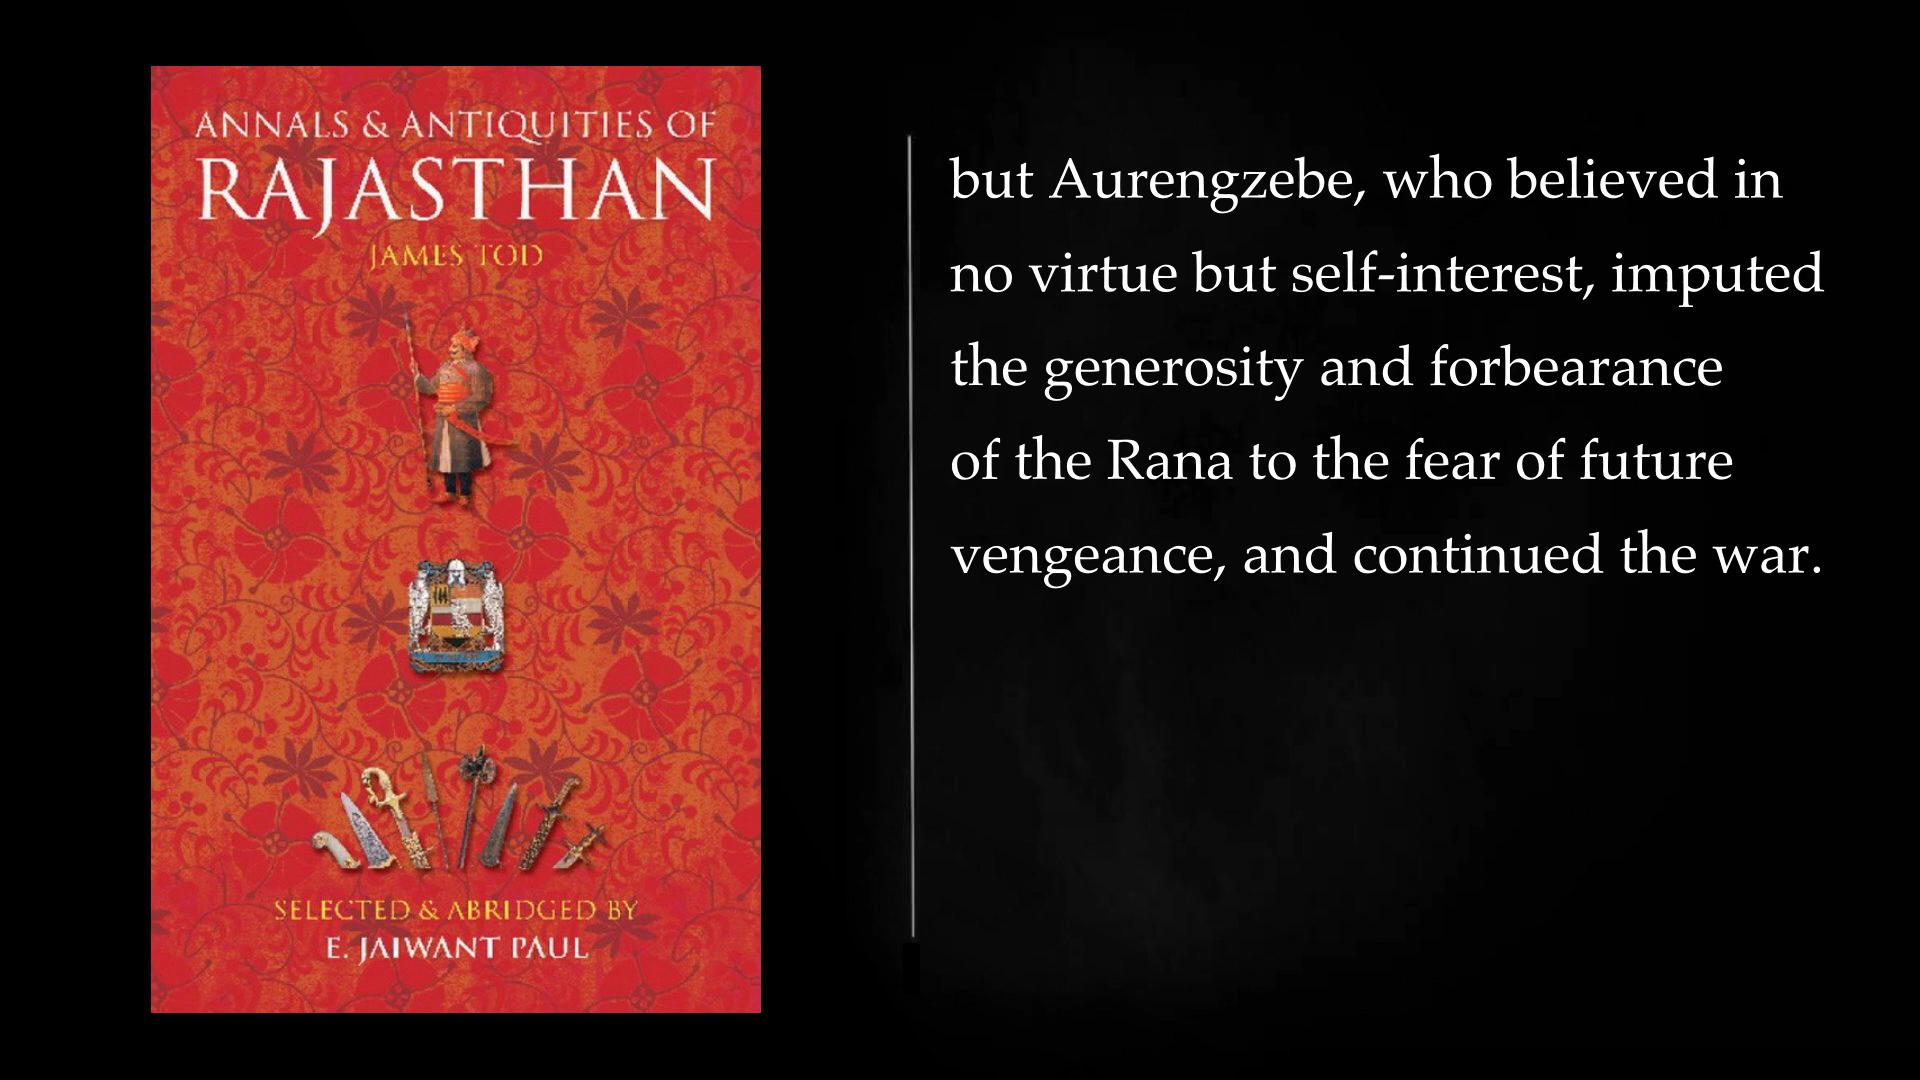 ANNALS & ANTIQUITIES OF
RAJASTHAN
JAMES TOD
SELECTED & ABRIDGED BY
E. JAIWANT PAUL
but Aurengzebe, who believed in
no virtue but self-interest, imputed
the generosity and forbearance
of the Rana to the fear of future
vengeance, and continued the war.